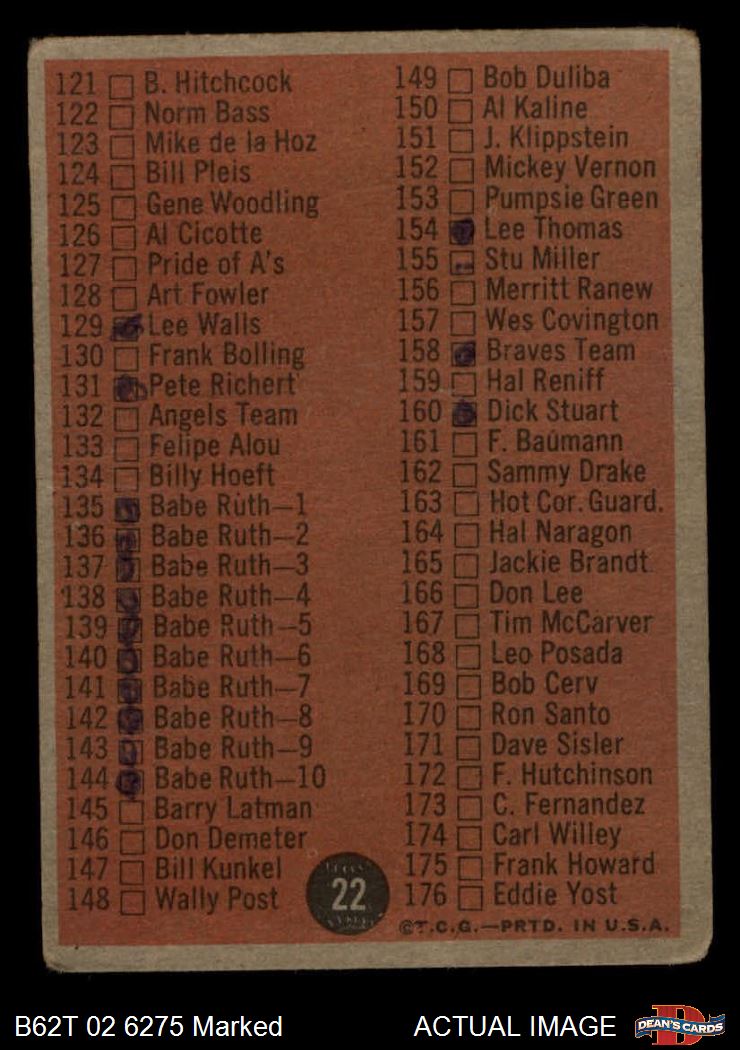 121 B. Hitchcock
122 Norm Bass
123 Mike de la Hoz
124 Bill Pleis
125 Gene Woodling
126 Al Cicotte
127 Pride of A's
128 Art Fowler
129 Lee Walls
130 Frank Bolling
131 Pete Richert
132 Angels Team
133 Felipe Alou
134 Billy Hoeft
135 Babe Ruth—1
136 Babe Ruth—2
137 Babe Ruth—3
138 Babe Ruth—4
139 Babe Ruth—5
140 Babe Ruth—6
141 Babe Ruth—7
142 Babe Ruth—8
143 Babe Ruth—9
144 Babe Ruth—10
145 Barry Latman
146 Don Demeter
147 Bill Kunkel
148 Wally Post
22
149 Bob Duliba
150 Al Kaline
151 J. Klippstein
152 Mickey Vernon
153 Pumpsie Green
154 Lee Thomas
155 Stu Miller
156 Merritt Ranew
157 Wes Covington
158 Braves Team
159 Hal Reniff
160 Dick Stuart
161 F. Baumann
162 Sammy Drake
163 Hot Cor. Guard.
164 Hal Naragon
165 Jackie Brandt
166 Don Lee
167 Tim McCarver
168 Leo Posada
169 Bob Cerv
170 Ron Santo
171 Dave Sisler
172 F. Hutchinson
173 C. Fernandez
174 Carl Willey
175 Frank Howard
176 Eddie Yost
©T.C.G.—PRTD. IN U.S.A.
B62T 02 6275 Marked
ACTUAL IMAGE
DEAN'S CARDS